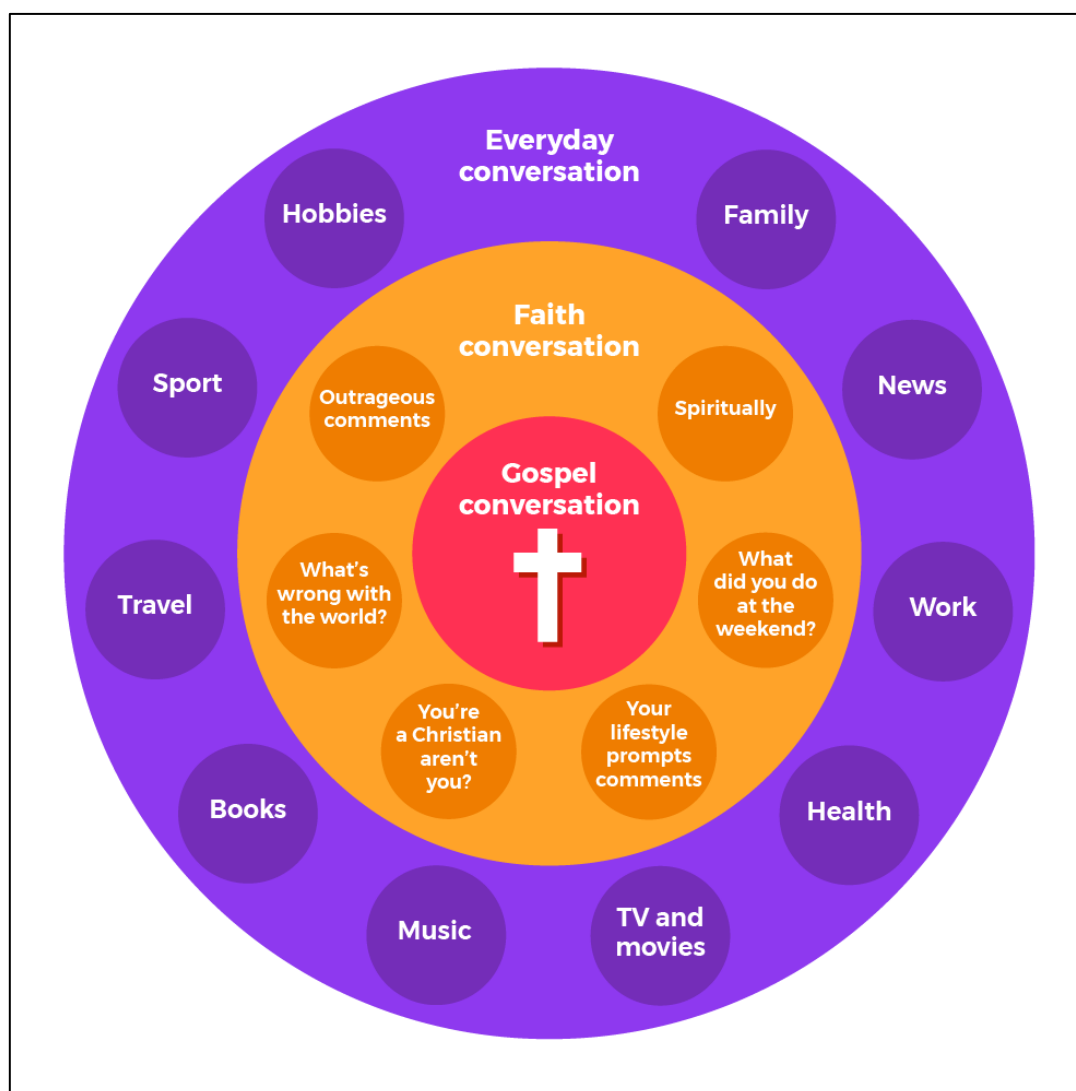 Everyday
conversation
Hobbies
Family
Sport
News
Travel
Work
Books
Health
Music
TV and
movies
Faith
conversation
Outrageous
comments
Spiritually
What's
wrong with
the world?
What
did you do
at the
weekend?
You're
a Christian
aren't
you?
Your
lifestyle
prompts
comments
Gospel
conversation